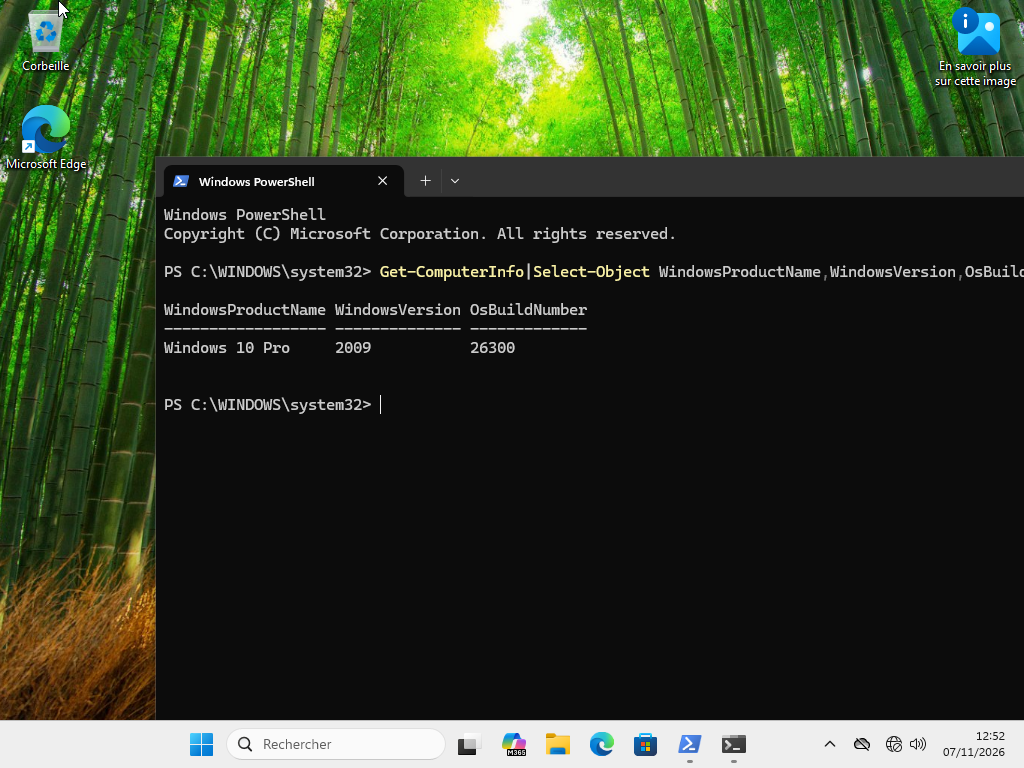 Corbeille
En savoir plus
sur cette image
Microsoft Edge
Windows PowerShell
Windows PowerShell
Copyright (C) Microsoft Corporation. All rights reserved.
PS C:\WINDOWS\system32> Get-ComputerInfo|Select-Object WindowsProductName,WindowsVersion,OsBuild
WindowsProductName WindowsVersion OsBuildNumber
------------------ -------------- -------------
Windows 10 Pro 2009 26300
PS C:\WINDOWS\system32>
Rechercher
M365
12:52
07/11/2026